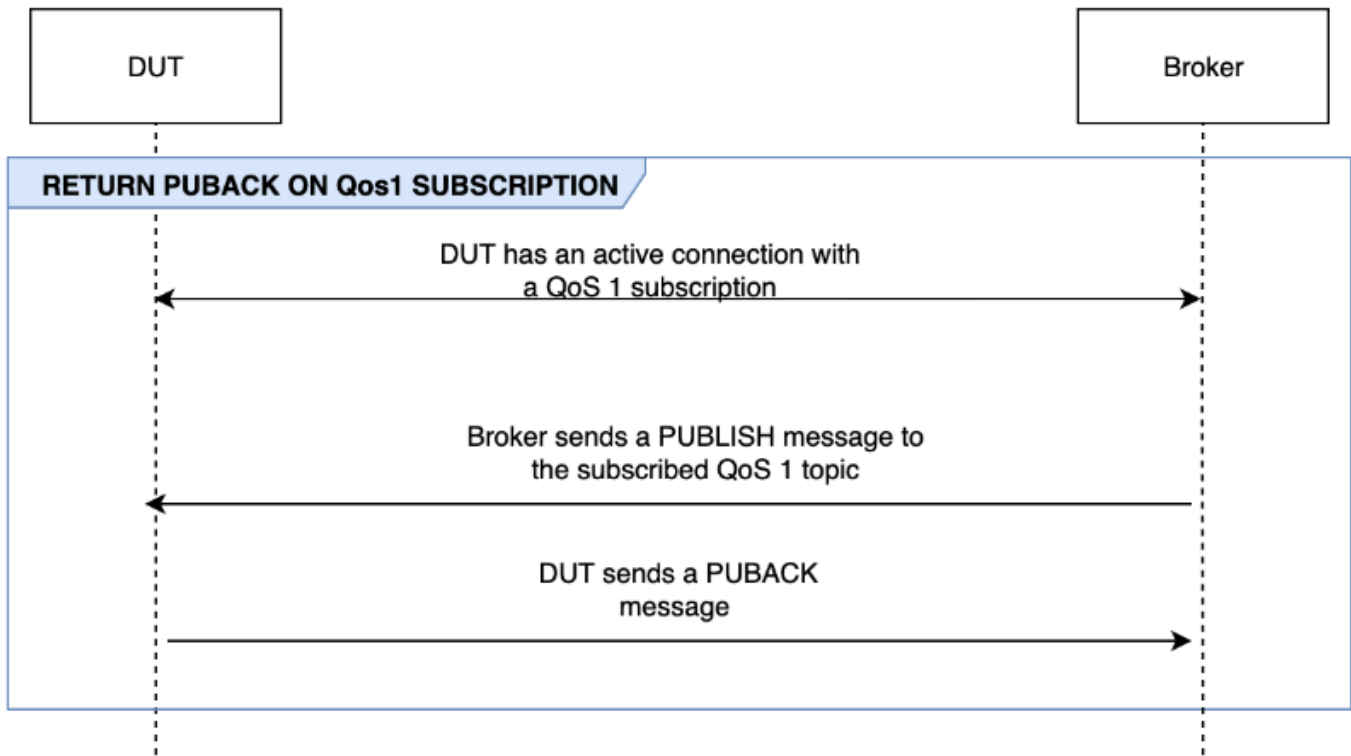 DUT
Broker
RETURN PUBACK ON Qos1 SUBSCRIPTION
DUT has an active connection with
a QoS 1 subscription
Broker sends a PUBLISH message to
the subscribed QoS 1 topic
DUT sends a PUBACK
message